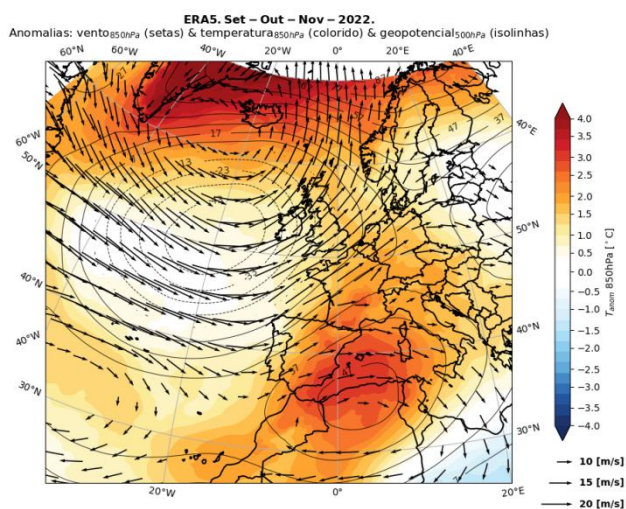 ERA5. Set – Out – Nov – 2022.
Anomalias: vento850hPa (setas) & temperatura850hPa (colorido) & geopotencial500hPa (isolinhas)
60°N 60°W 40°W 20°W 0° 20°E 40°E
60°W
50°N
40°N
40°W
30°N
40°E
50°N
40°N
30°N
20°W 0° 20°E
17
13
-23
47
37
4.0
3.5
3.0
2.5
2.0
1.5
1.0
0.5
0.0
−0.5
−1.0
−1.5
−2.0
−2.5
−3.0
−3.5
−4.0
Tanom 850hPa [°C]
10 [m/s]
15 [m/s]
20 [m/s]